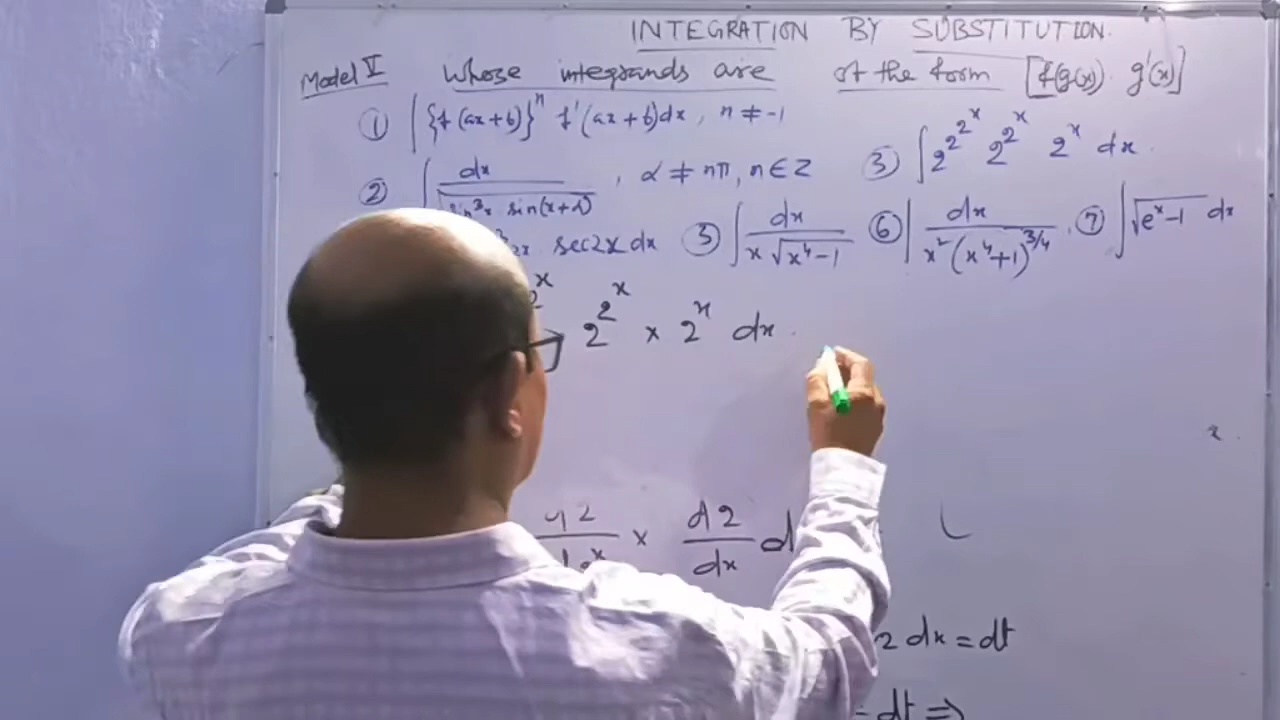 INTEGRATION BY SUBSTITUTION.
Model V whose integrands are of the form [f(g(x)). g'(x)]
① ∫{f(ax+b)}ⁿ f'(ax+b)dx, n ≠ -1
③ ∫2^2^2^x 2^2^x 2^x dx.
② ∫dx/√(sin³x sin(x+α)), α ≠ nπ, n∈Z
sec2x dx ⑤ ∫dx/(x√(x⁴-1)) ⑥ ∫dx/(x²(x⁴+1)^3/4). ⑦ ∫√(e^x-1) dx
2^2^x × 2^x dx.
× d2/dx d
2 dx = dt
= dt ⇒